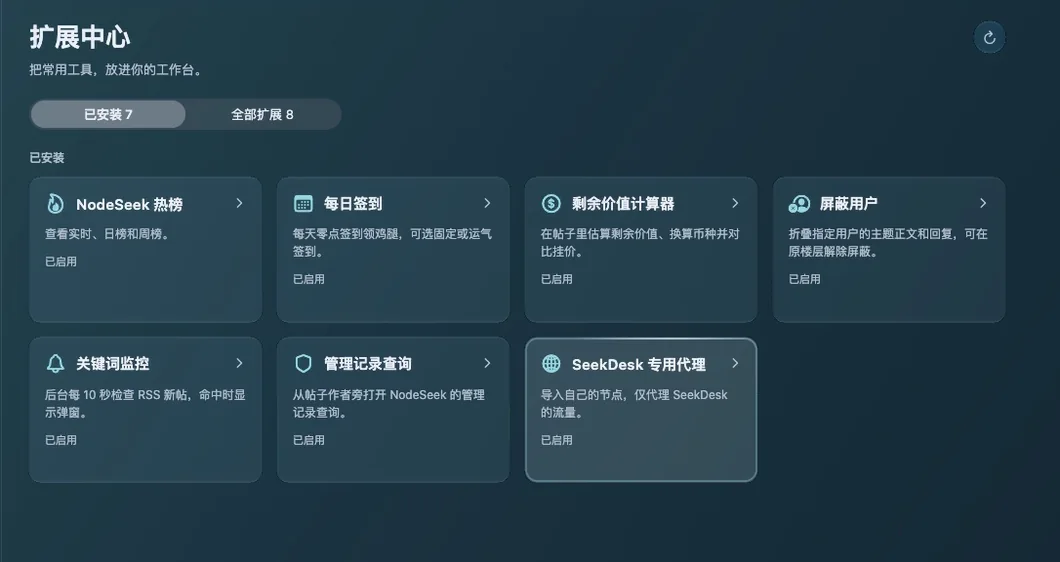 扩展中心
把常用工具，放进你的工作台。
已安装 7
全部扩展 8
已安装
NodeSeek 热榜
查看实时、日榜和周榜。
已启用
每日签到
每天零点签到领鸡腿，可选固定或运气
签到。
已启用
剩余价值计算器
在帖子里估算剩余价值、换算币种并对
比挂价。
已启用
屏蔽用户
折叠指定用户的主题正文和回复，可在
原楼层解除屏蔽。
已启用
关键词监控
后台每 10 秒检查 RSS 新帖，命中时显
示弹窗。
已启用
管理记录查询
从帖子作者旁打开 NodeSeek 的管理
记录查询。
已启用
SeekDesk 专用代理
导入自己的节点，仅代理 SeekDesk
的流量。
已启用